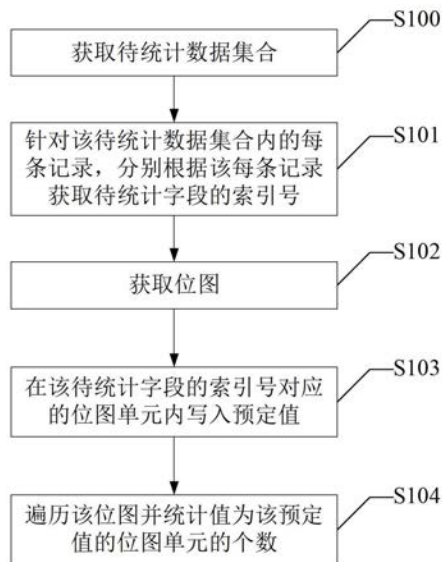 S100
获取待统计数据集合
S101
针对该待统计数据集合内的每
条记录，分别根据该每条记录
获取待统计字段的索引号
S102
获取位图
S103
在该待统计字段的索引号对应
的位图单元内写入预定值
S104
遍历该位图并统计值为该预定
值的位图单元的个数